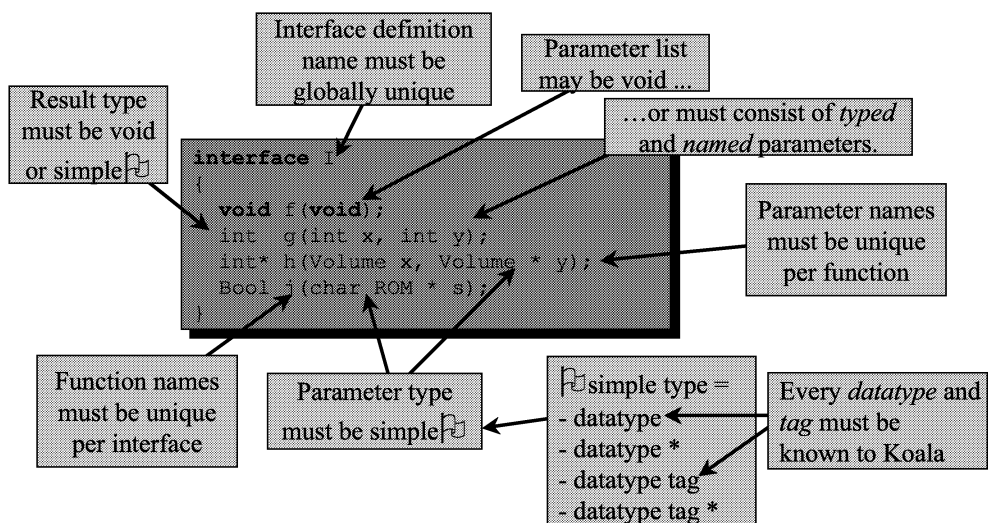 Interface definition
name must be
globally unique
Parameter list
may be void ...
Result type
must be void
or simple
…or must consist of typed
and named parameters.
interface I
{
void f(void);
int g(int x, int y);
int* h(Volume x, Volume * y);
Bool j(char ROM * s);
}
Parameter names
must be unique
per function
Function names
must be unique
per interface
Parameter type
must be simple
simple type =
- datatype
- datatype *
- datatype tag
- datatype tag *
Every datatype and
tag must be
known to Koala